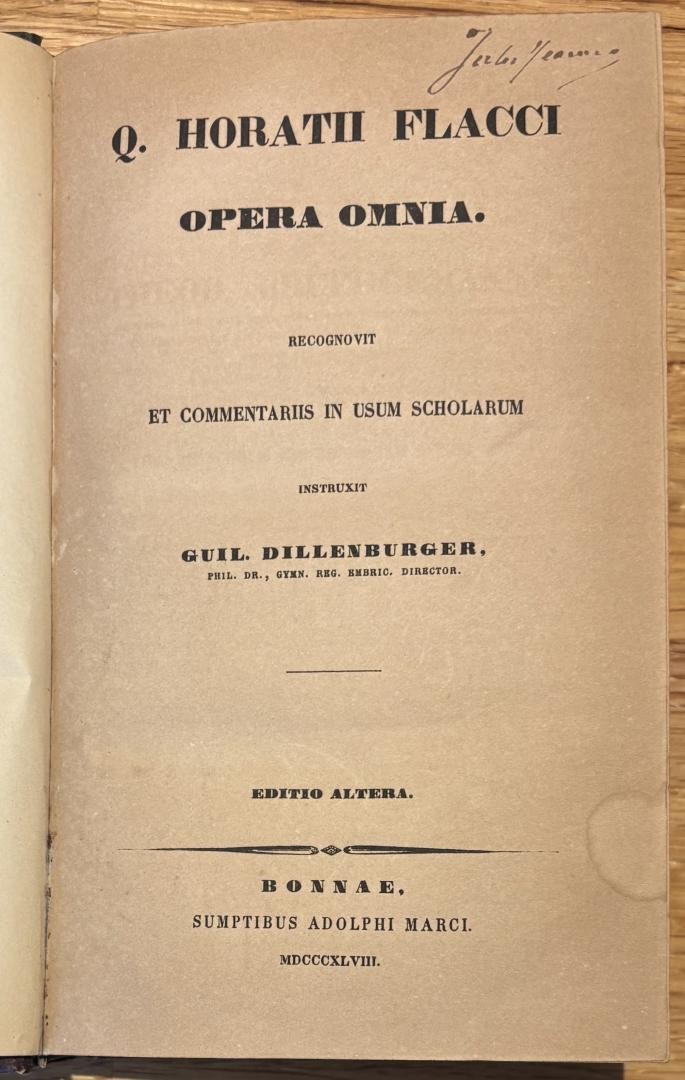 Q. HORATII FLACCI
OPERA OMNIA.
RECOGNOVIT
ET COMMENTARIIS IN USUM SCHOLARUM
INSTRUXIT
GUIL. DILLENBURGER,
PHIL. DR., GYMN. REG. EMBRIC. DIRECTOR.
EDITIO ALTERA.
BONNAE,
SUMPTIBUS ADOLPHI MARCI.
MDCCCXLVIII.